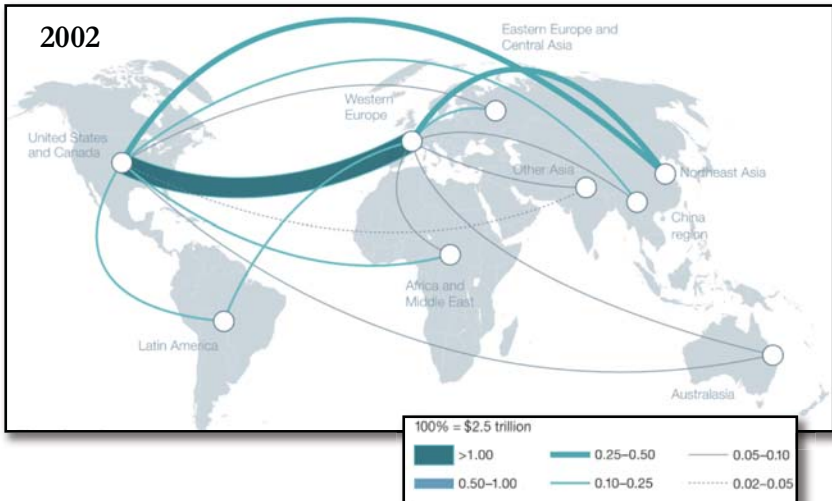 2002
Eastern Europe and
Central Asia
Western
Europe
United States
and Canada
Other Asia
Northeast Asia
China
region
Africa and
Middle East
Latin America
Australasia
100% = $2.5 trillion
>1.00
0.25–0.50
0.05–0.10
0.50–1.00
0.10–0.25
0.02–0.05